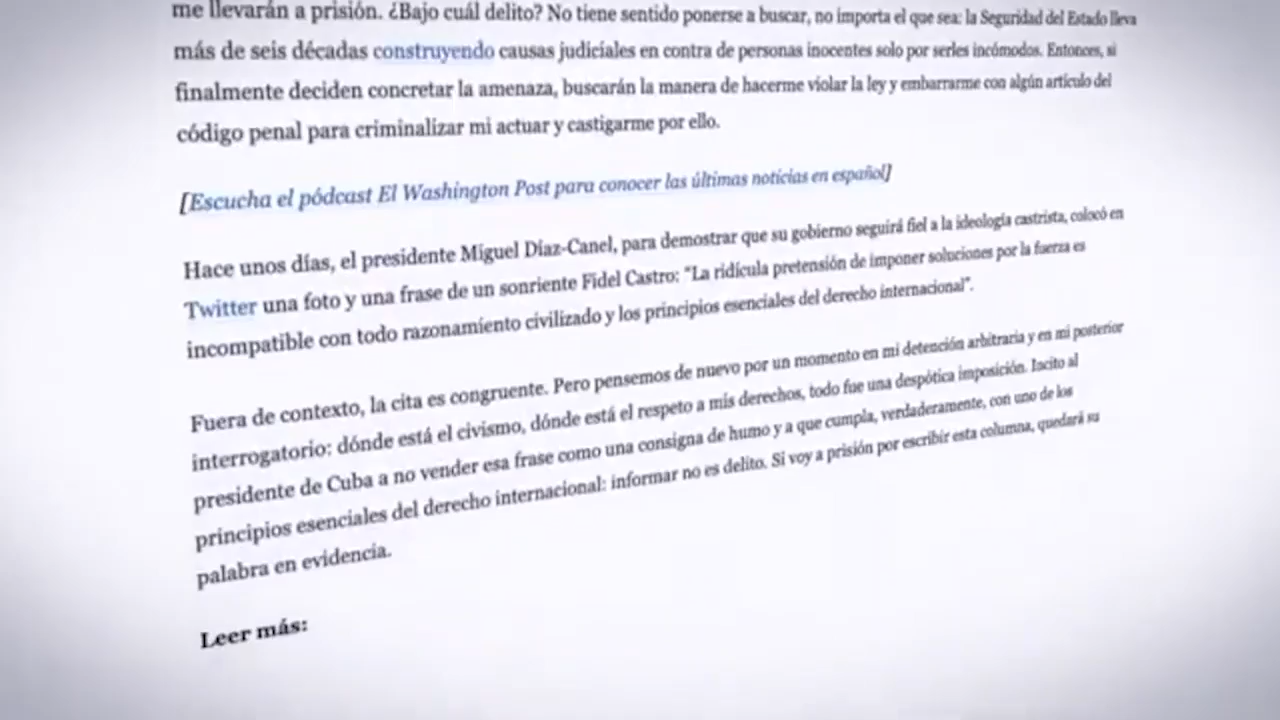 me llevarán a prisión. ¿Bajo cuál delito? No tiene sentido ponerse a buscar, no importa el que sea: la Seguridad del Estado lleva
más de seis décadas construyendo causas judiciales en contra de personas inocentes solo por serles incómodos. Entonces, si
finalmente deciden concretar la amenaza, buscarán la manera de hacerme violar la ley y embarrarme con algún artículo del
código penal para criminalizar mi actuar y castigarme por ello.
[Escucha el pódcast El Washington Post para conocer las últimas noticias en español]
Hace unos días, el presidente Miguel Díaz-Canel, para demostrar que su gobierno seguirá fiel a la ideología castrista, colocó en
Twitter una foto y una frase de un sonriente Fidel Castro: “La ridícula pretensión de imponer soluciones por la fuerza es
incompatible con todo razonamiento civilizado y los principios esenciales del derecho internacional”.
Fuera de contexto, la cita es congruente. Pero pensemos de nuevo por un momento en mi detención arbitraria y en mi posterior
interrogatorio: dónde está el civismo, dónde está el respeto a mis derechos, todo fue una despótica imposición. Incito al
presidente de Cuba a no vender esa frase como una consigna de humo y a que cumpla, verdaderamente, con uno de los
principios esenciales del derecho internacional: informar no es delito. Si voy a prisión por escribir esta columna, quedará su
palabra en evidencia.
Leer más: